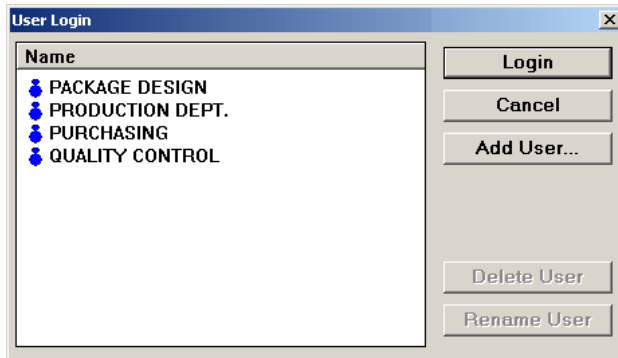 User Login
Name
PACKAGE DESIGN
PRODUCTION DEPT.
PURCHASING
QUALITY CONTROL
Login
Cancel
Add User...
Delete User
Rename User